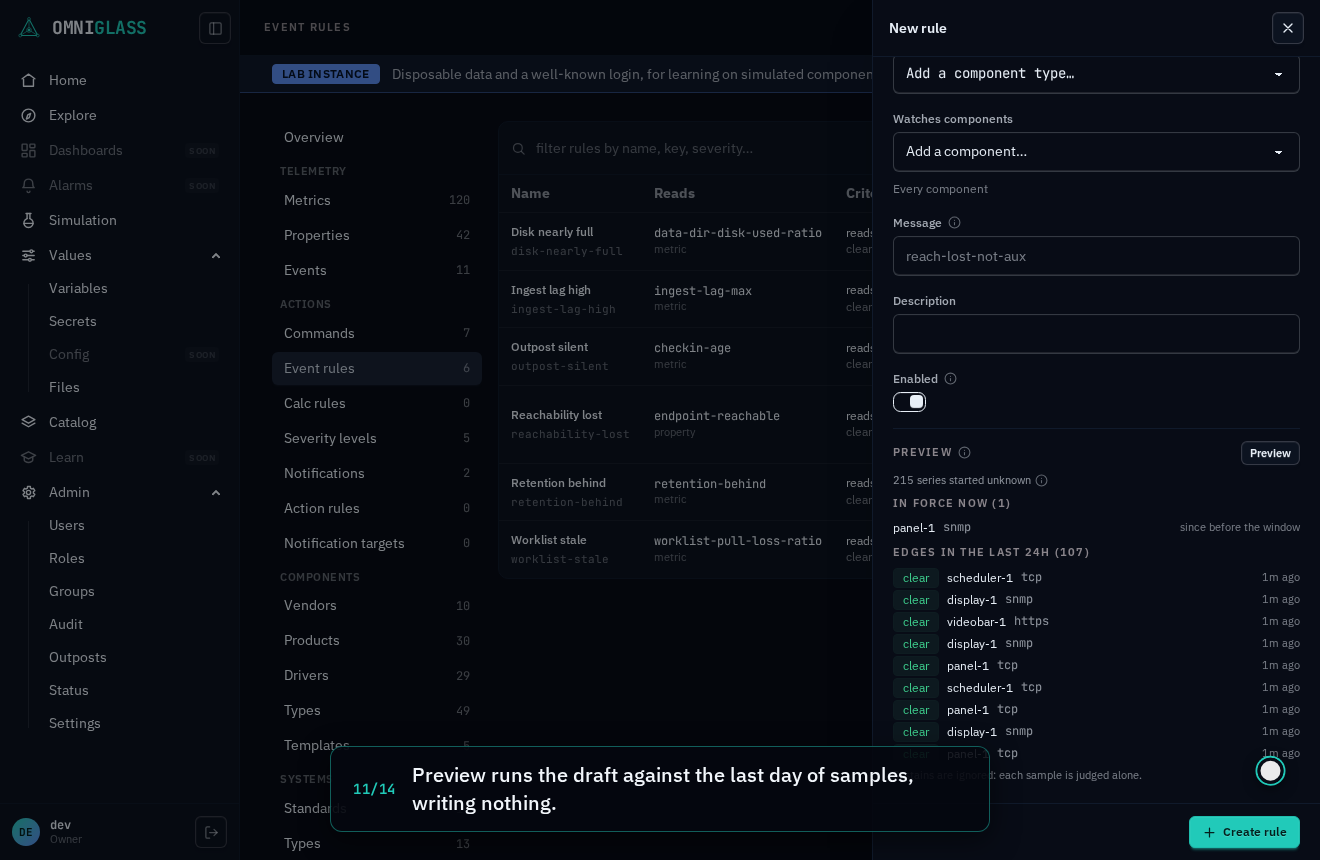 OMNIGLASS
Home
Explore
Dashboards SOON
Alarms SOON
Simulation
Values
Variables
Secrets
Config SOON
Files
Catalog
Learn SOON
Admin
Users
Roles
Groups
Audit
Outposts
Status
Settings
DE
dev
Owner
EVENT RULES
LAB INSTANCE Disposable data and a well-known login, for learning on simulated componen
Overview
TELEMETRY
Metrics 120
Properties 42
Events 11
ACTIONS
Commands 7
Event rules 6
Calc rules 0
Severity levels 5
Notifications 2
Action rules 0
Notification targets 0
COMPONENTS
Vendors 10
Products 30
Drivers 29
Types 49
Templates 5
SYSTEMS
Standards
Types 13
filter rules by name, key, severity…
Name Reads Crite
Disk nearly full data-dir-disk-used-ratio reads
disk-nearly-full metric clear
Ingest lag high ingest-lag-max reads
ingest-lag-high metric clear
Outpost silent checkin-age reads
outpost-silent metric clear
Reachability lost endpoint-reachable reads
reachability-lost property clear
Retention behind retention-behind reads
retention-behind metric clear
Worklist stale worklist-pull-loss-ratio reads
worklist-stale metric clear
New rule
Add a component type…
Watches components
Add a component…
Every component
Message
reach-lost-not-aux
Description
Enabled
PREVIEW Preview
215 series started unknown
IN FORCE NOW (1)
panel-1 snmp since before the window
EDGES IN THE LAST 24H (107)
clear scheduler-1 tcp 1m ago
clear display-1 snmp 1m ago
clear videobar-1 https 1m ago
clear display-1 snmp 1m ago
clear panel-1 tcp 1m ago
clear scheduler-1 tcp 1m ago
clear panel-1 tcp 1m ago
clear display-1 snmp 1m ago
clear panel-1 tcp 1m ago
are ignored: each sample is judged alone.
11/14 Preview runs the draft against the last day of samples,
writing nothing.
Create rule